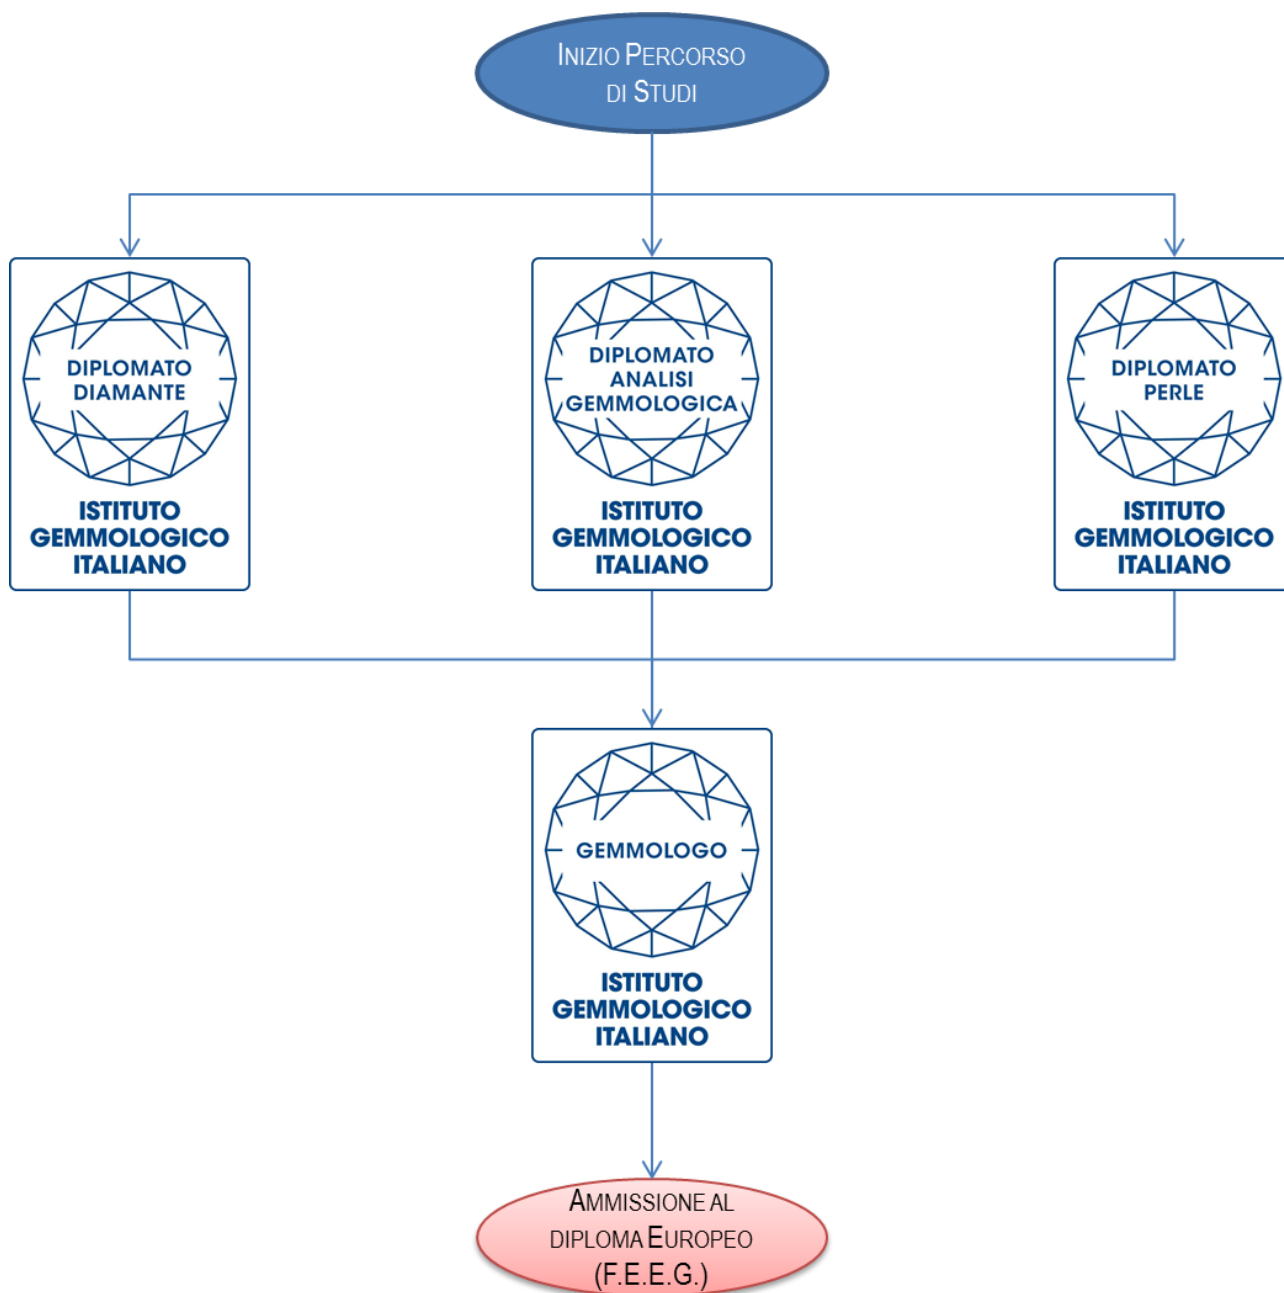 INIZIO PERCORSO
DI STUDI
DIPLOMATO
DIAMANTE
ISTITUTO
GEMMOLOGICO
ITALIANO
DIPLOMATO
ANALISI
GEMMOLOGICA
ISTITUTO
GEMMOLOGICO
ITALIANO
DIPLOMATO
PERLE
ISTITUTO
GEMMOLOGICO
ITALIANO
GEMMOLOGO
ISTITUTO
GEMMOLOGICO
ITALIANO
AMMISSIONE AL
DIPLOMA EUROPEO
(F.E.E.G.)